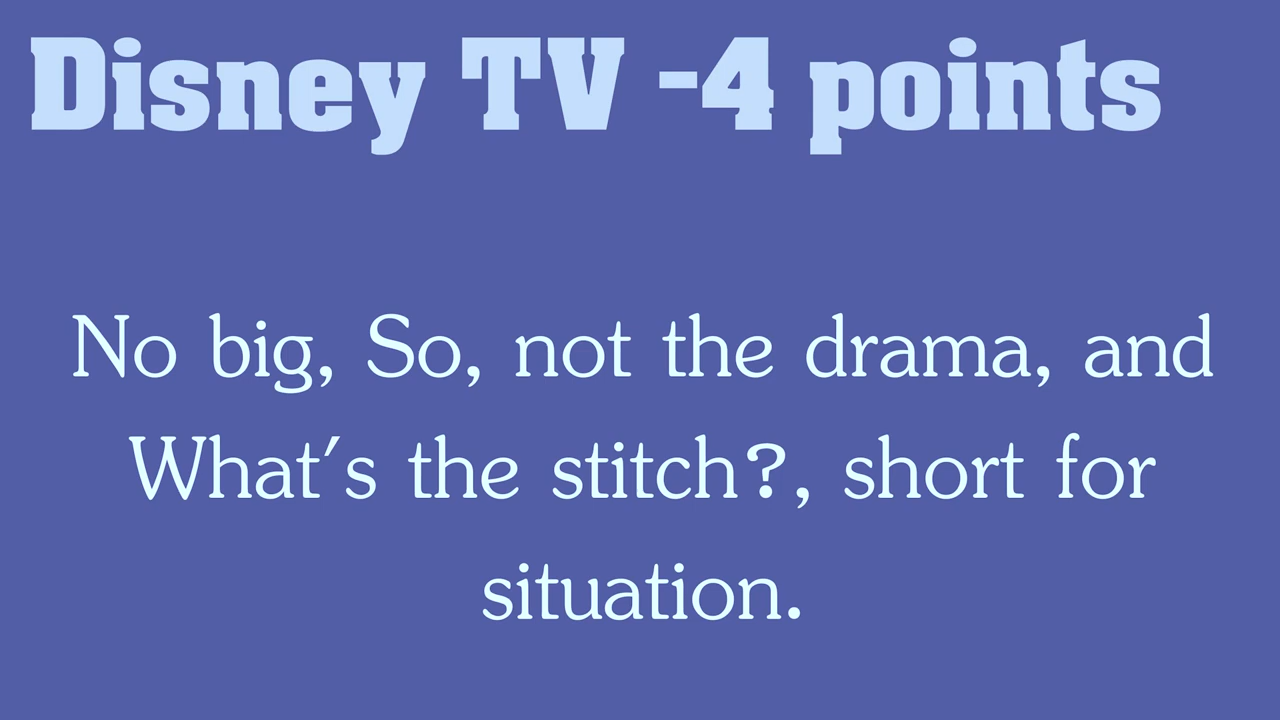 Disney TV -4 points
No big, So, not the drama, and
What's the stitch?, short for
situation.